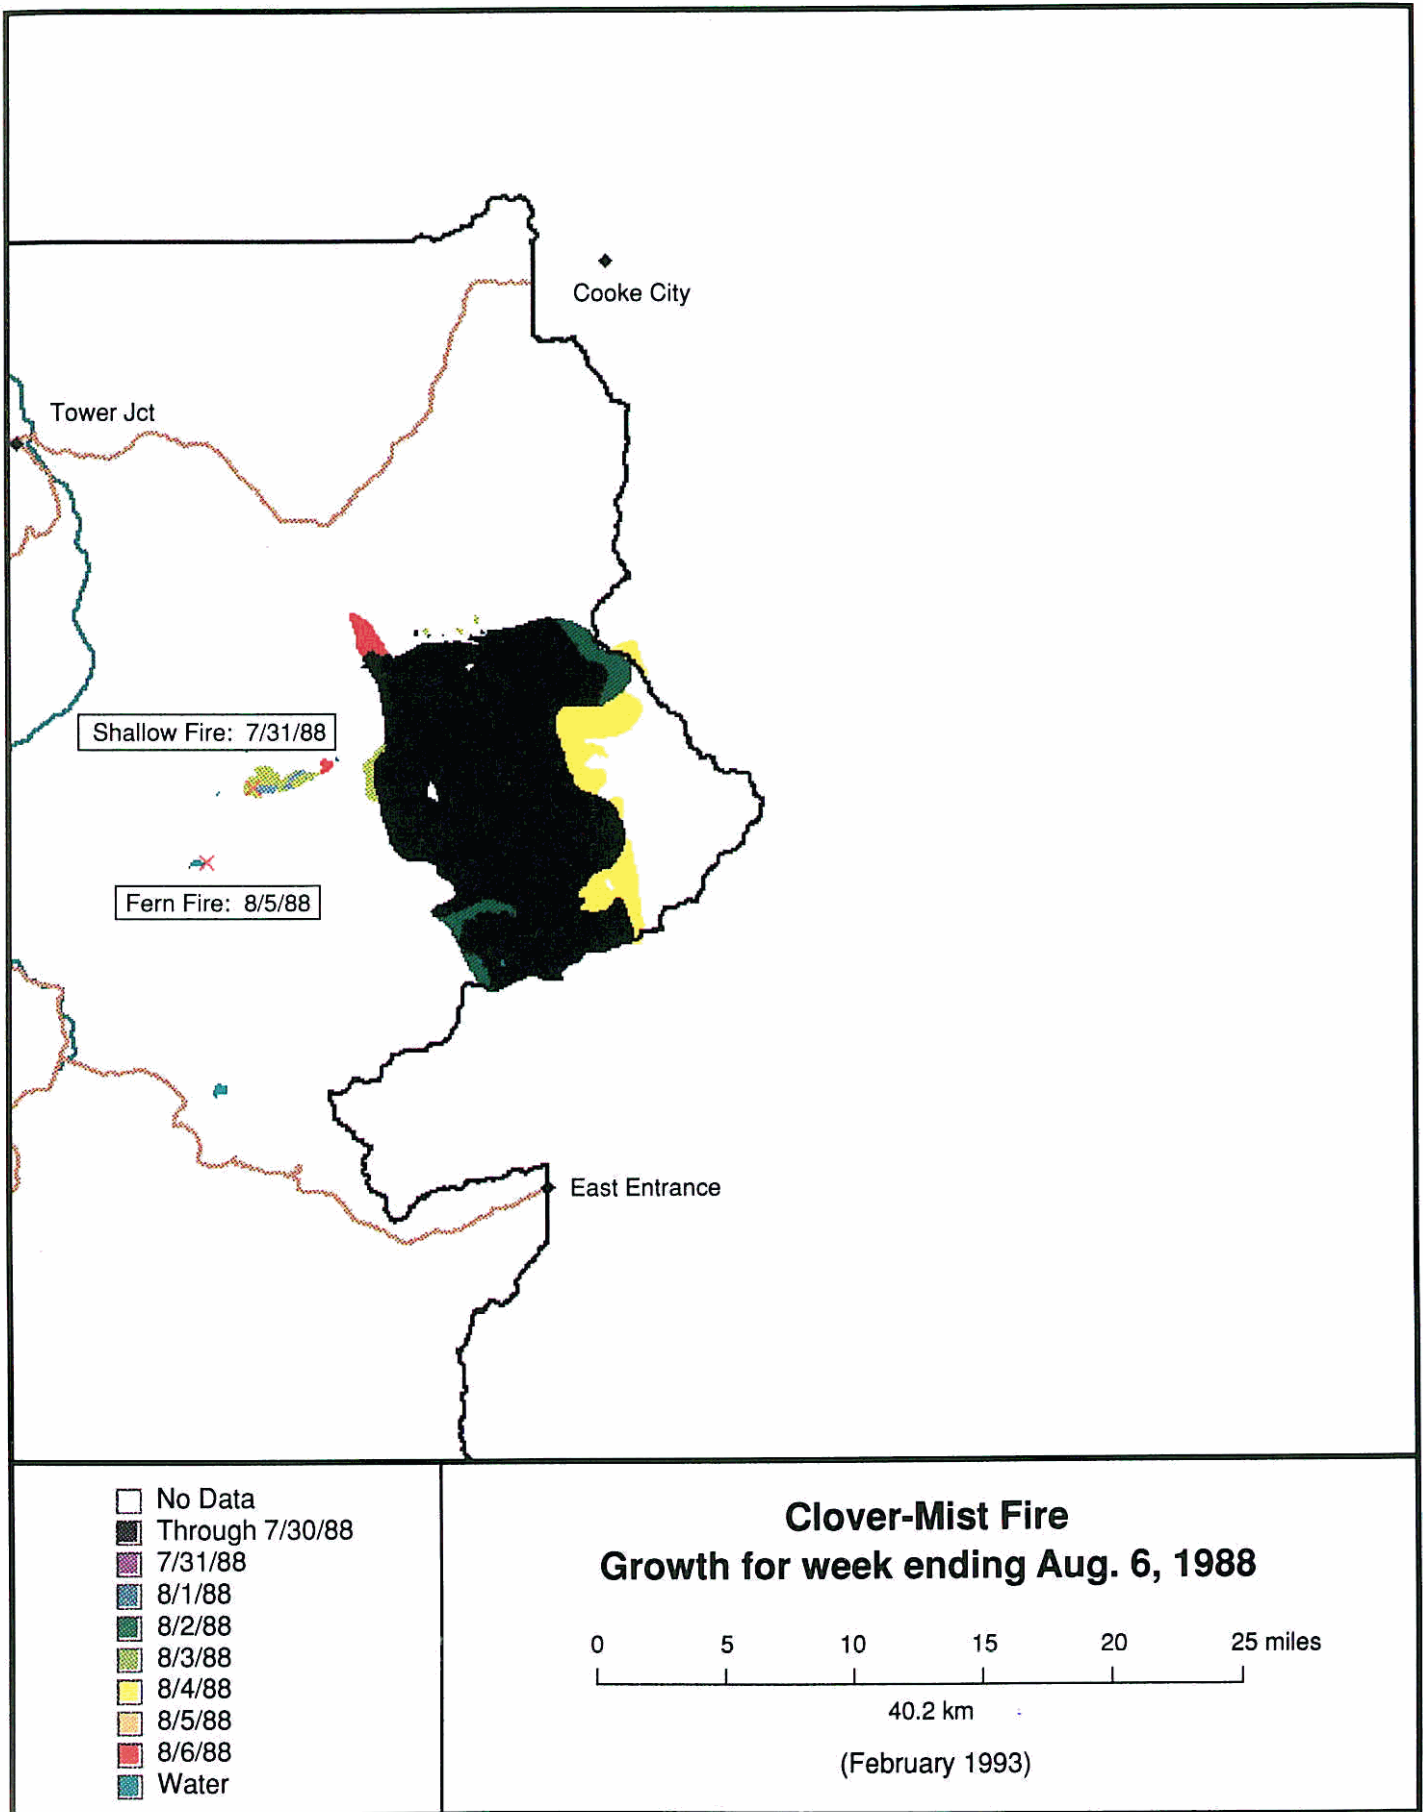 Cooke City
Tower Jct
Shallow Fire: 7/31/88
Fern Fire: 8/5/88
East Entrance
No Data
Through 7/30/88
7/31/88
8/1/88
8/2/88
8/3/88
8/4/88
8/5/88
8/6/88
Water
Clover-Mist Fire
Growth for week ending Aug. 6, 1988
0 5 10 15 20 25 miles
40.2 km
(February 1993)